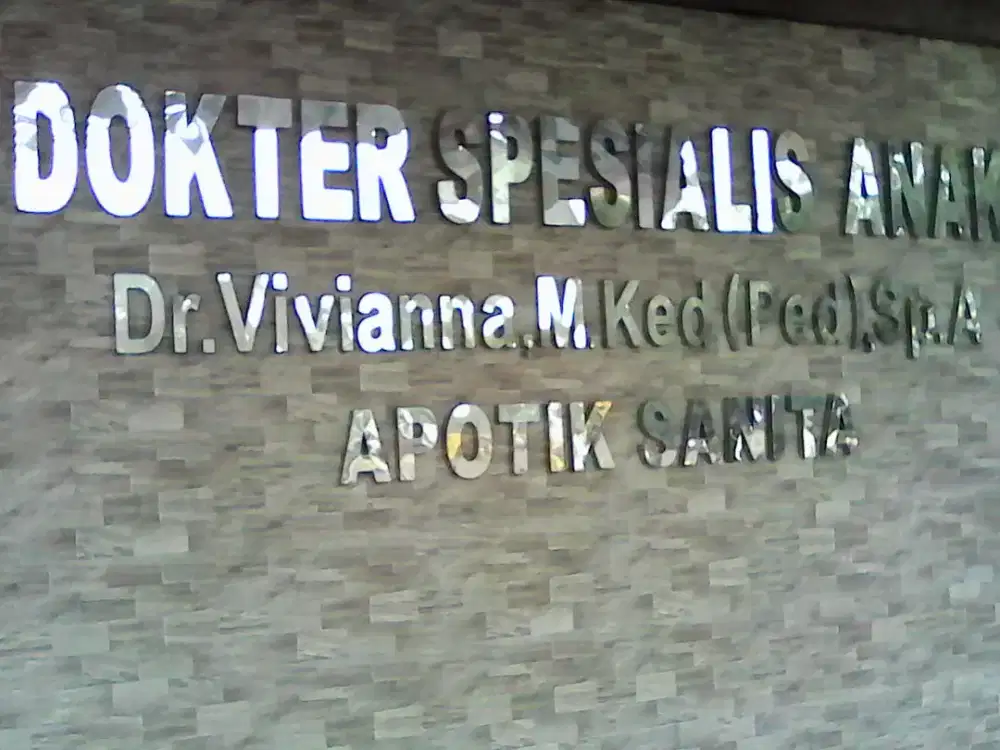 DOKTER SPESIALIS ANAK
Dr.Vivianna,M.Ked(Ped),Sp.A
APOTIK SANITA